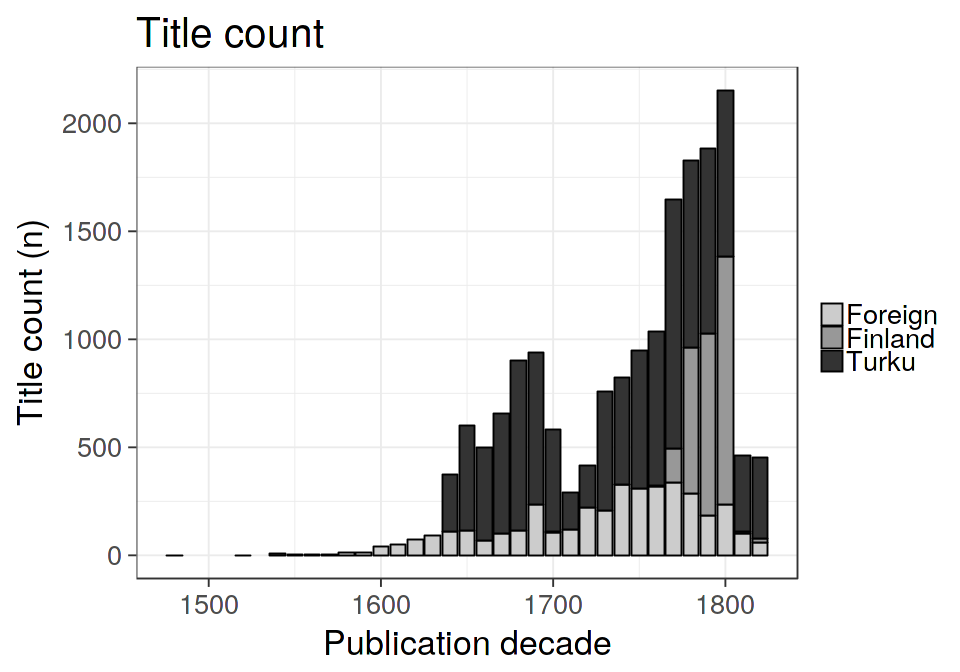 Title count
Title count (n)
2000
1500
1000
500
0
1500 1600 1700 1800
Publication decade
Foreign
Finland
Turku